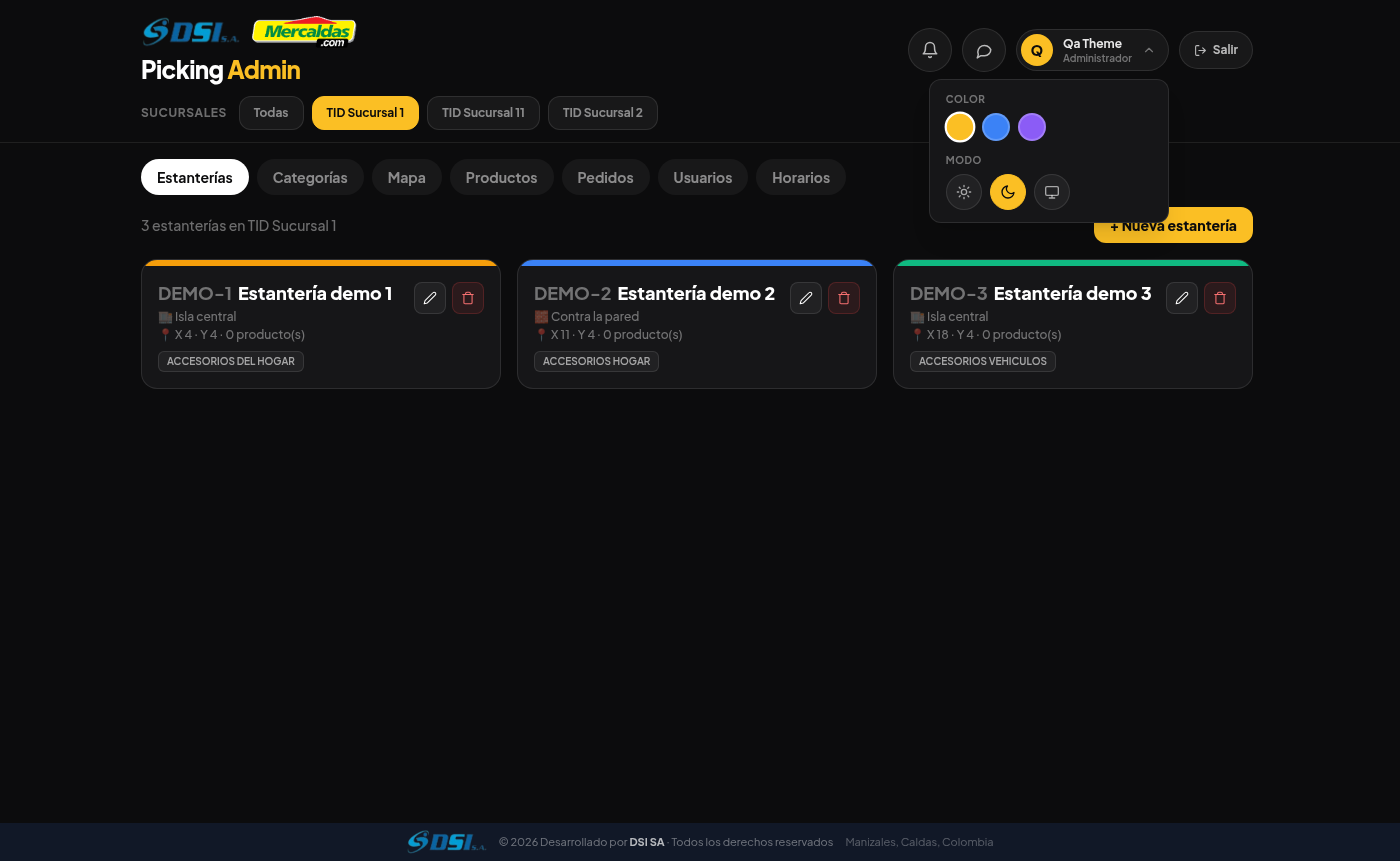 DSI S.A. Mercaldas .com
Picking Admin
Q Qa Theme
Administrador
Salir
SUCURSALES Todas TID Sucursal 1 TID Sucursal 11 TID Sucursal 2
COLOR
MODO
Estanterías Categorías Mapa Productos Pedidos Usuarios Horarios
3 estanterías en TID Sucursal 1
+ Nueva estantería
DEMO-1 Estantería demo 1
Isla central
X 4 · Y 4 · 0 producto(s)
ACCESORIOS DEL HOGAR
DEMO-2 Estantería demo 2
Contra la pared
X 11 · Y 4 · 0 producto(s)
ACCESORIOS HOGAR
DEMO-3 Estantería demo 3
Isla central
X 18 · Y 4 · 0 producto(s)
ACCESORIOS VEHICULOS
DSI S.A. © 2026 Desarrollado por DSI SA · Todos los derechos reservados Manizales, Caldas, Colombia